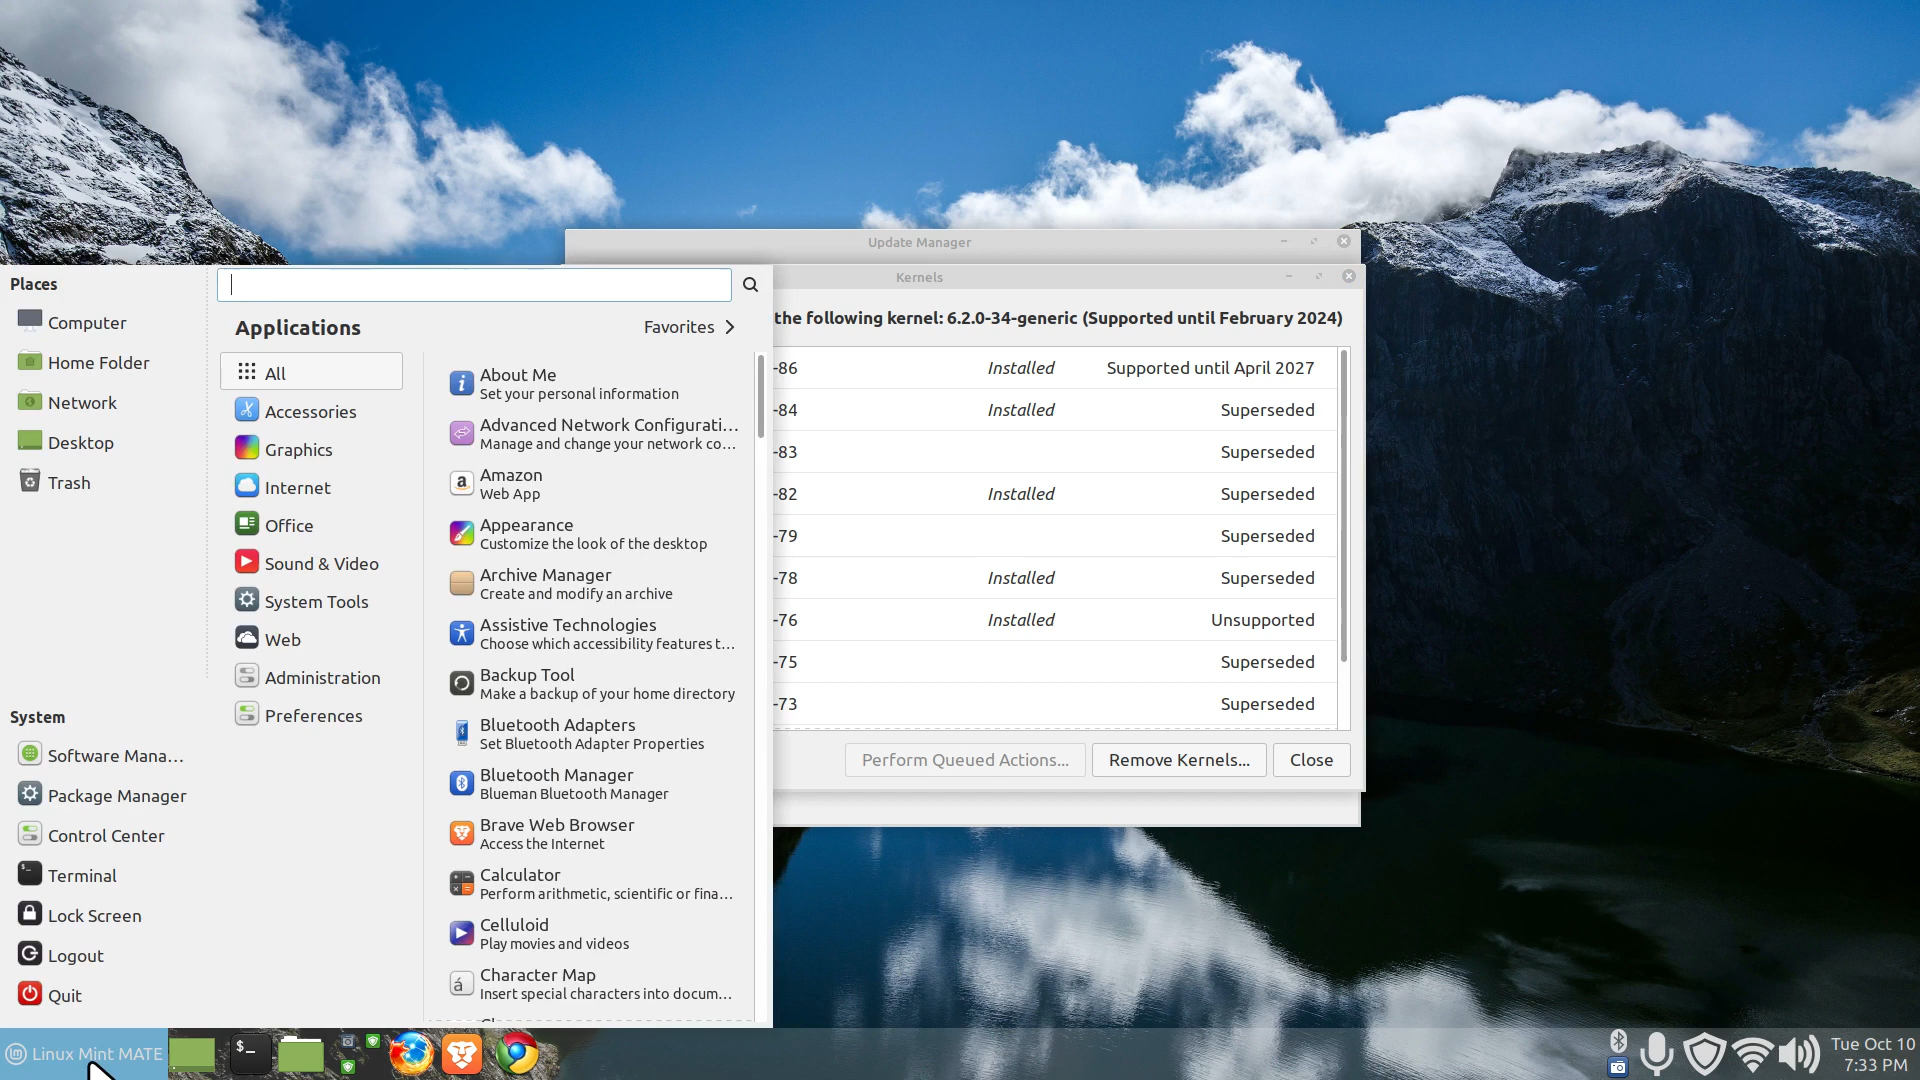 Update Manager
Kernels
the following kernel: 6.2.0-34-generic (Supported until February 2024)
-86 Installed Supported until April 2027
-84 Installed Superseded
-83 Superseded
-82 Installed Superseded
-79 Superseded
-78 Installed Superseded
-76 Installed Unsupported
-75 Superseded
-73 Superseded
Perform Queued Actions... Remove Kernels... Close
Places
Computer
Home Folder
Network
Desktop
Trash
System
Software Mana...
Package Manager
Control Center
Terminal
Lock Screen
Logout
Quit
Applications
Favorites
All
Accessories
Graphics
Internet
Office
Sound & Video
System Tools
Web
Administration
Preferences
About Me
Set your personal information
Advanced Network Configurati...
Manage and change your network co...
Amazon
Web App
Appearance
Customize the look of the desktop
Archive Manager
Create and modify an archive
Assistive Technologies
Choose which accessibility features t...
Backup Tool
Make a backup of your home directory
Bluetooth Adapters
Set Bluetooth Adapter Properties
Bluetooth Manager
Blueman Bluetooth Manager
Brave Web Browser
Access the Internet
Calculator
Perform arithmetic, scientific or fina...
Celluloid
Play movies and videos
Character Map
Insert special characters into docum...
Linux Mint MATE
Tue Oct 10
7:33 PM